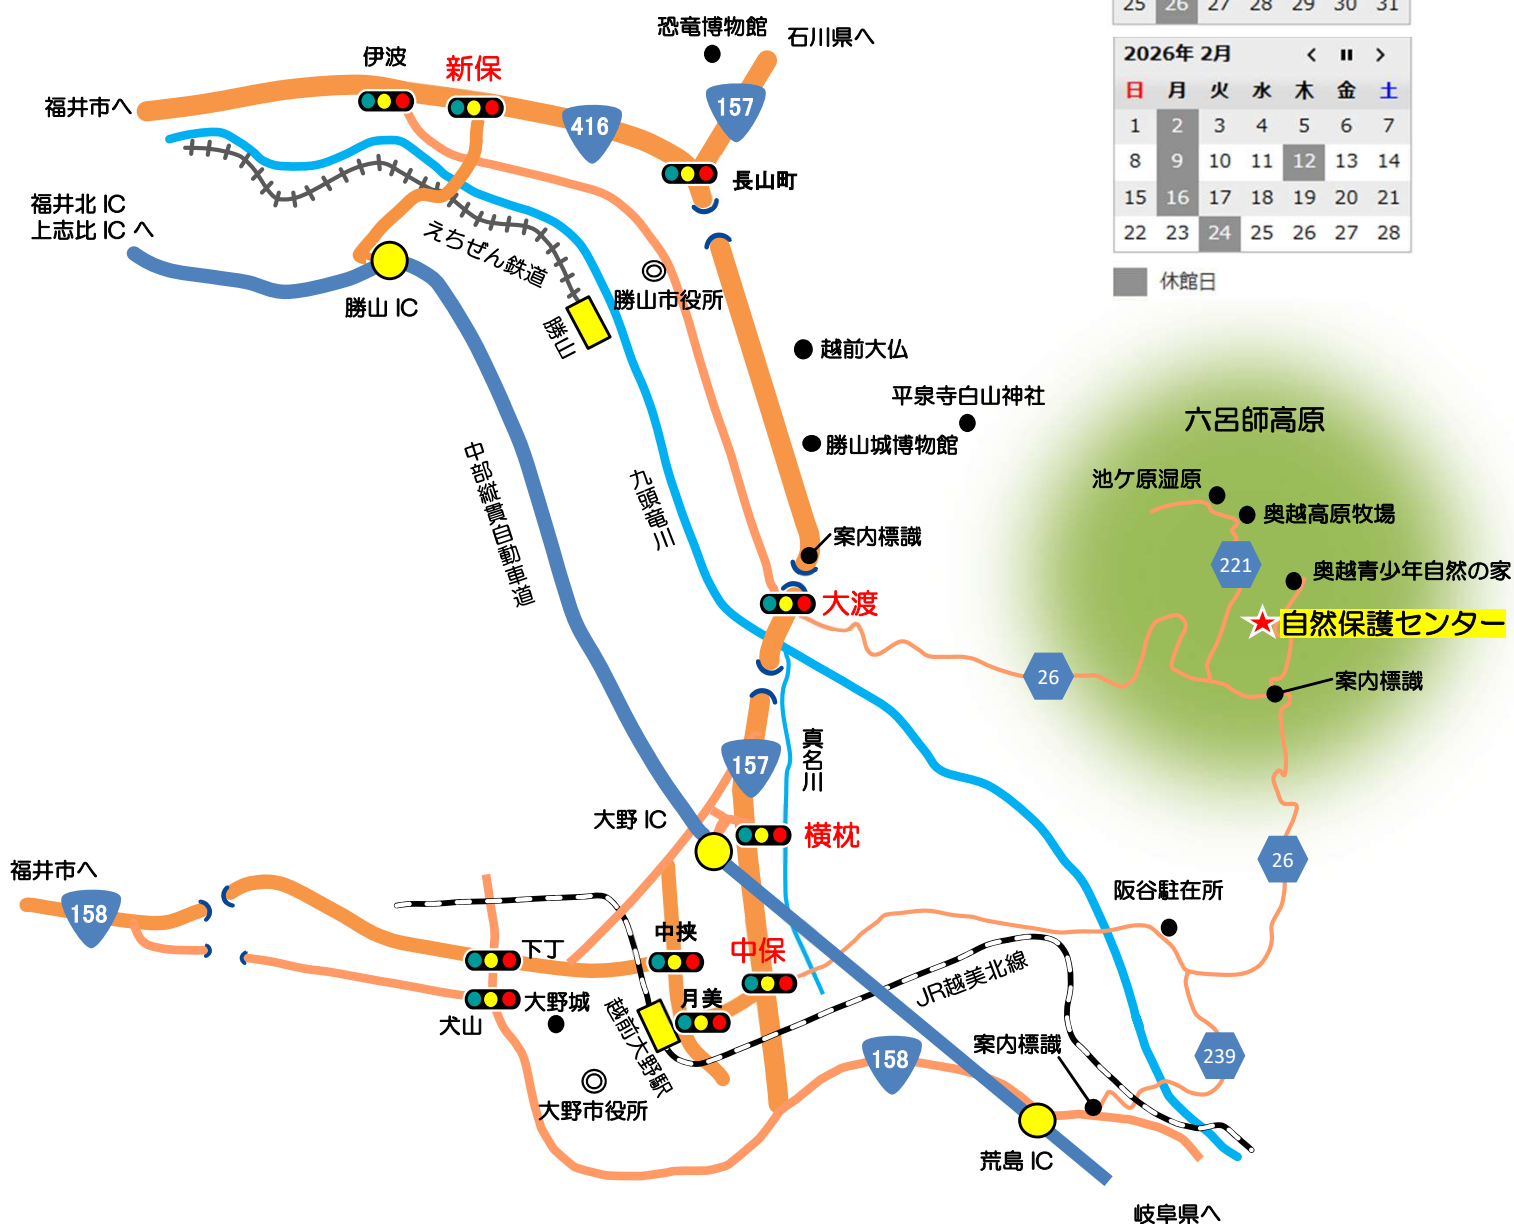 25 26 27 28 29 30 31
2026年 2月
日 月 火 水 木 金 土
1 2 3 4 5 6 7
8 9 10 11 12 13 14
15 16 17 18 19 20 21
22 23 24 25 26 27 28
休館日
恐竜博物館
石川県へ
伊波
新保
福井市へ
416
157
長山町
福井北 IC
上志比 IC へ
えちぜん鉄道
勝山市役所
勝山 IC
勝山
越前大仏
平泉寺白山神社
勝山城博物館
六呂師高原
中部縦貫自動車道
九頭竜川
池ケ原湿原
奥越高原牧場
案内標識
221
奥越青少年自然の家
大渡
自然保護センター
26
案内標識
真名川
157
大野 IC
横枕
福井市へ
158
26
阪谷駐在所
下丁
中挟
中保
JR越美北線
大野城
月美
犬山
越前大野駅
案内標識
158
239
大野市役所
荒島 IC
岐阜県へ